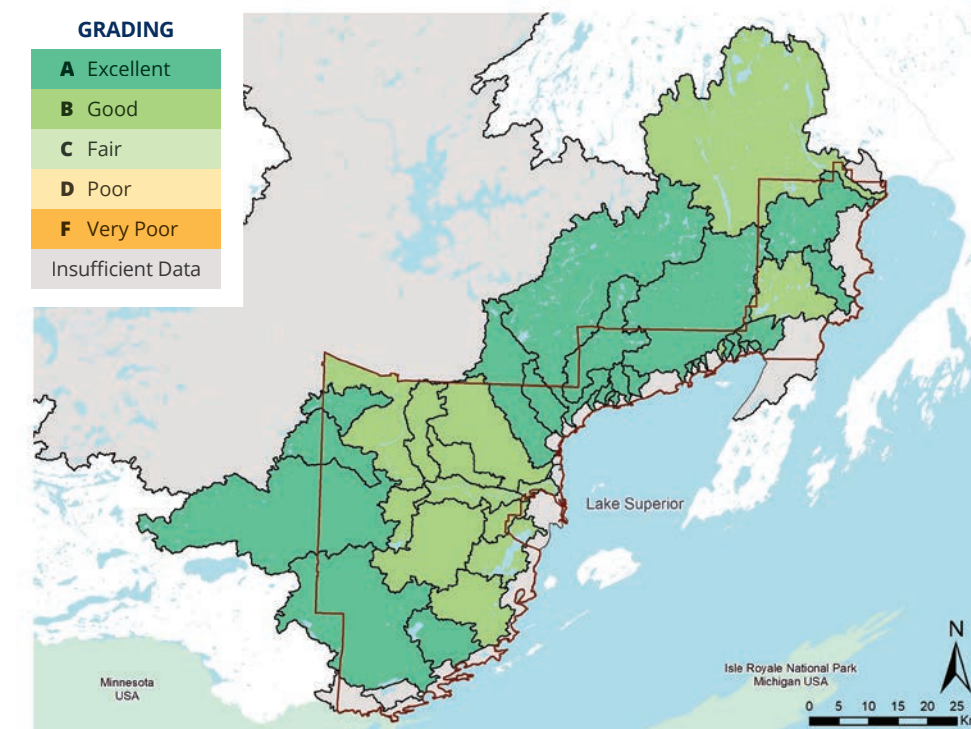 GRADING
A Excellent
B Good
C Fair
D Poor
F Very Poor
Insufficient Data
Lake Superior
Minnesota
USA
Isle Royale National Park
Michigan USA
N
0 5 10 15 20 25